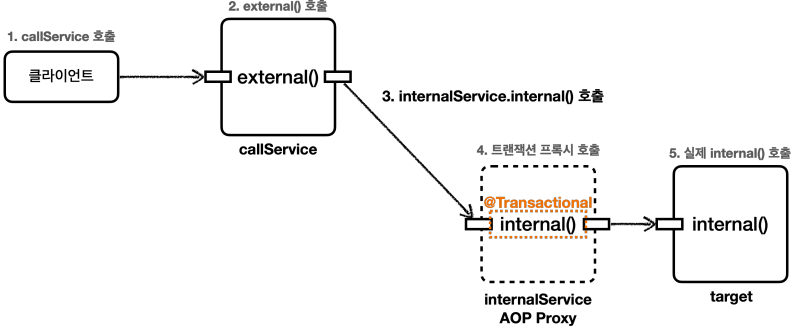 2. external() 호출
1. callService 호출
클라이언트
external()
callService
3. internalService.internal() 호출
4. 트랜잭션 프록시 호출
5. 실제 internal() 호출
@Transactional
internal()
internal()
internalService
AOP Proxy
target